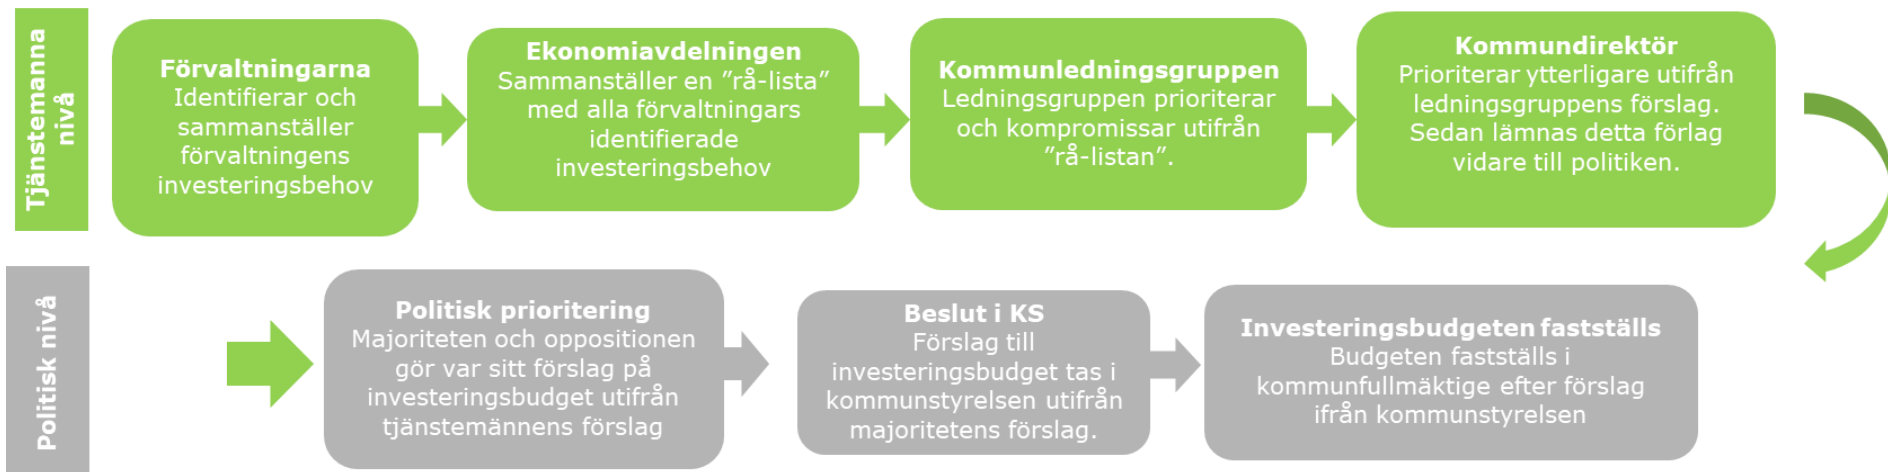 Tjänstemanna
nivå
Förvaltningarna
Identifierar och
sammanställer
förvaltningens
investeringsbehov
Ekonomiavdelningen
Sammanställer en ”rå-lista”
med alla förvaltningars
identifierade
investeringsbehov
Kommunledningsgruppen
Ledningsgruppen prioriterar
och kompromissar utifrån
”rå-listan”.
Kommundirektör
Prioriterar ytterligare utifrån
ledningsgruppens förslag.
Sedan lämnas detta förlag
vidare till politiken.
Politisk nivå
Politisk prioritering
Majoriteten och oppositionen
gör var sitt förslag på
investeringsbudget utifrån
tjänstemännens förslag
Beslut i KS
Förslag till
investeringsbudget tas i
kommunstyrelsen utifrån
majoritetens förslag.
Investeringsbudgeten fastställs
Budgeten fastställs i
kommunfullmäktige efter förslag
ifrån kommunstyrelsen